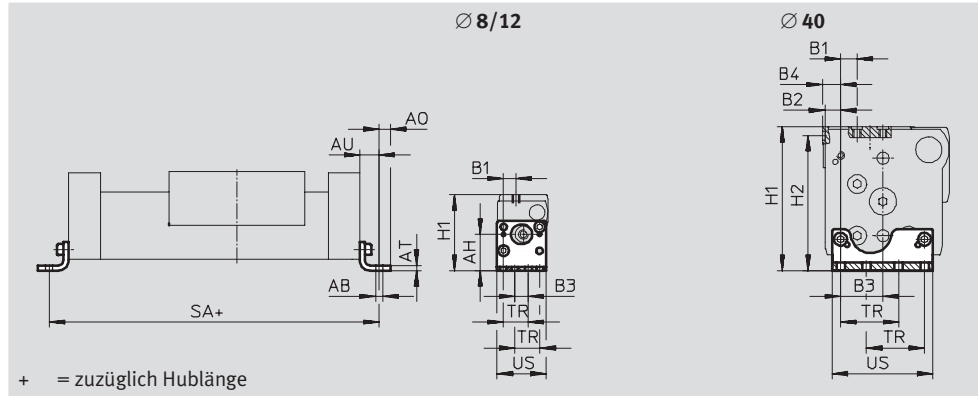 ∅ 8/12
∅ 40
AO
AU
AT
AB
SA+
B1
H1
AH
B3
TR
TR
US
B1
B4
B2
H1
H2
B3
TR
TR
US
+ = zuzüglich Hublänge